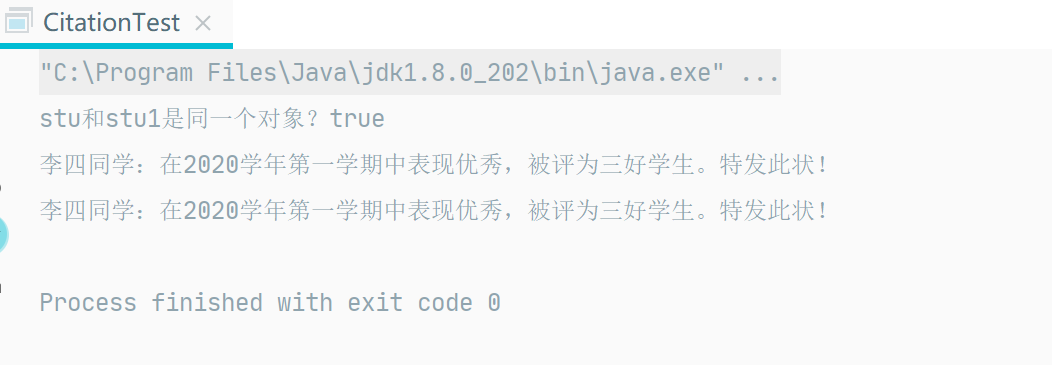 CitationTest
"C:\Program Files\Java\jdk1.8.0_202\bin\java.exe" ...
stu和stu1是同一个对象？true
李四同学：在2020学年第一学期中表现优秀，被评为三好学生。特发此状！
李四同学：在2020学年第一学期中表现优秀，被评为三好学生。特发此状！
Process finished with exit code 0